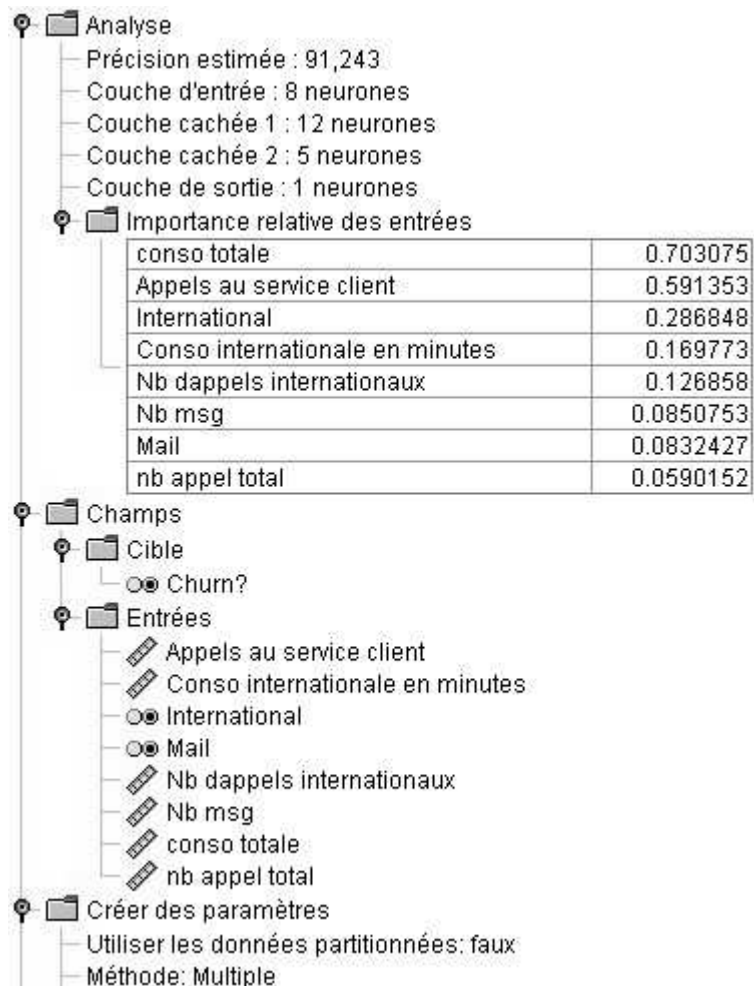 Analyse
Précision estimée : 91,243
Couche d'entrée : 8 neurones
Couche cachée 1 : 12 neurones
Couche cachée 2 : 5 neurones
Couche de sortie : 1 neurones
Importance relative des entrées
conso totale 0.703075
Appels au service client 0.591353
International 0.286848
Conso internationale en minutes 0.169773
Nb dappels internationaux 0.126858
Nb msg 0.0850753
Mail 0.0832427
nb appel total 0.0590152
Champs
Cible
Churn?
Entrées
Appels au service client
Conso internationale en minutes
International
Mail
Nb dappels internationaux
Nb msg
conso totale
nb appel total
Créer des paramètres
Utiliser les données partitionnées: faux
Méthode: Multiple